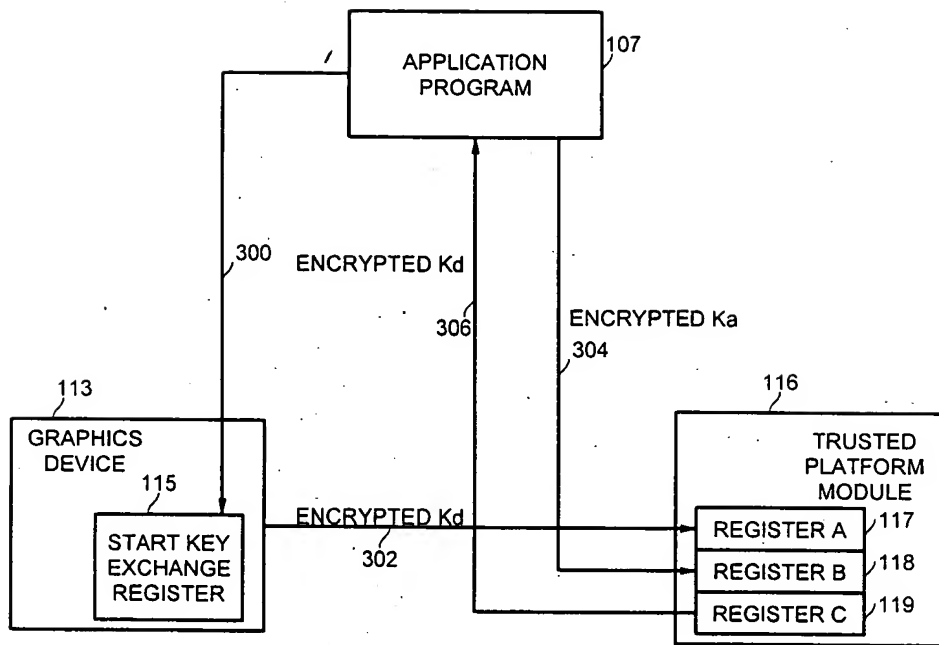 APPLICATION
PROGRAM
107
300
ENCRYPTED Kd
306
ENCRYPTED Ka
304
113
GRAPHICS
DEVICE
115
START KEY
EXCHANGE
REGISTER
ENCRYPTED Kd
302
116
TRUSTED
PLATFORM
MODULE
REGISTER A
117
REGISTER B
118
REGISTER C
119